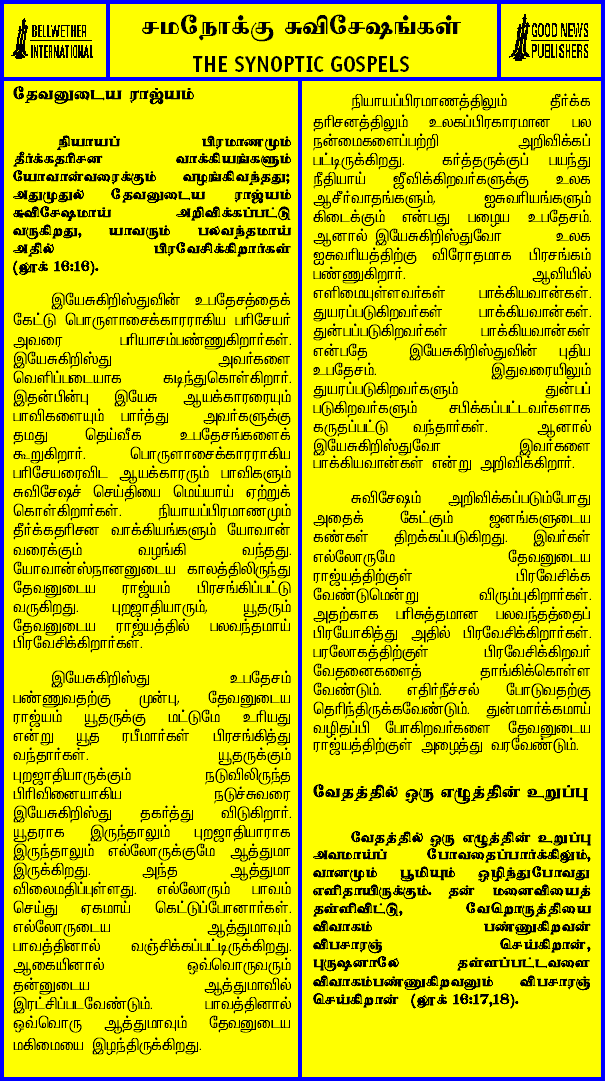 BELLWETHER
INTERNATIONAL
சமநோக்கு சுவிசேஷங்கள்
THE SYNOPTIC GOSPELS
GOOD NEWS
PUBLISHERS
தேவனுடைய ராஜ்யம்
நியாயப் பிரமாணமும்
தீர்க்கதரிசன வாக்கியங்களும்
யோவான்வரைக்கும் வழங்கிவந்தது;
அதுமுதல் தேவனுடைய ராஜ்யம்
சுவிசேஷமாய் அறிவிக்கப்பட்டு
வருகிறது, யாவரும் பலவந்தமாய்
அதில் பிரவேசிக்கிறார்கள்
(லூக் 16:16).
இயேசுகிறிஸ்துவின் உபதேசத்தைக்
கேட்டு பொருளாசைக்காரராகிய பரிசேயர்
அவரை பரியாசம்பண்ணுகிறார்கள்.
இயேசுகிறிஸ்து அவர்களை
வெளிப்படையாக கடிந்துகொள்கிறார்.
இதன்பின்பு இயேசு ஆயக்காரரையும்
பாவிகளையும் பார்த்து அவர்களுக்கு
தமது தெய்வீக உபதேசங்களைக்
கூறுகிறார். பொருளாசைக்காரராகிய
பரிசேயரைவிட ஆயக்காரரும் பாவிகளும்
சுவிசேஷச் செய்தியை மெய்யாய் ஏற்றுக்
கொள்கிறார்கள். நியாயப்பிரமாணமும்
தீர்க்கதரிசன வாக்கியங்களும் யோவான்
வரைக்கும் வழங்கி வந்தது.
யோவான்ஸ்நானனுடைய காலத்திலிருந்து
தேவனுடைய ராஜ்யம் பிரசங்கிப்பட்டு
வருகிறது. புறஜாதியாரும், யூதரும்
தேவனுடைய ராஜ்யத்தில் பலவந்தமாய்
பிரவேசிக்கிறார்கள்.
இயேசுகிறிஸ்து உபதேசம்
பண்ணுவதற்கு முன்பு, தேவனுடைய
ராஜ்யம் யூதருக்கு மட்டுமே உரியது
என்று யூத ரபீமார்கள் பிரசங்கித்து
வந்தார்கள். யூதருக்கும்
புறஜாதியாருக்கும் நடுவிலிருந்த
பிரிவினையாகிய நடுச்சுவரை
இயேசுகிறிஸ்து தகர்த்து விடுகிறார்.
யூதராக இருந்தாலும் புறஜாதியாராக
இருந்தாலும் எல்லோருக்குமே ஆத்துமா
இருக்கிறது. அந்த ஆத்துமா
விலைமதிப்புள்ளது. எல்லோரும் பாவம்
செய்து ஏகமாய் கெட்டுப்போனார்கள்.
எல்லோருடைய ஆத்துமாவும்
பாவத்தினால் வஞ்சிக்கப்பட்டிருக்கிறது.
ஆகையினால் ஒவ்வொருவரும்
தன்னுடைய ஆத்துமாவில்
இரட்சிப்படவேண்டும். பாவத்தினால்
ஒவ்வொரு ஆத்துமாவும் தேவனுடைய
மகிமையை இழந்திருக்கிறது.
நியாயப்பிரமாணத்திலும் தீர்க்க
தரிசனத்திலும் உலகப்பிரகாரமான பல
நன்மைகளைப்பற்றி அறிவிக்கப்
பட்டிருக்கிறது. கர்த்தருக்குப் பயந்து
நீதியாய் ஜீவிக்கிறவர்களுக்கு உலக
ஆசீர்வாதங்களும், ஐசுவரியங்களும்
கிடைக்கும் என்பது பழைய உபதேசம்.
ஆனால் இயேசுகிறிஸ்துவோ உலக
ஐசுவரியத்திற்கு விரோதமாக பிரசங்கம்
பண்ணுகிறார். ஆவியில்
எளிமையுள்ளவர்கள் பாக்கியவான்கள்.
துயரப்படுகிறவர்கள் பாக்கியவான்கள்.
துன்பப்படுகிறவர்கள் பாக்கியவான்கள்
என்பதே இயேசுகிறிஸ்துவின் புதிய
உபதேசம். இதுவரையிலும்
துயரப்படுகிறவர்களும் துன்பப்
படுகிறவர்களும் சபிக்கப்பட்டவர்களாக
கருதப்பட்டு வந்தார்கள். ஆனால்
இயேசுகிறிஸ்துவோ இவர்களை
பாக்கியவான்கள் என்று அறிவிக்கிறார்.
சுவிசேஷம் அறிவிக்கப்படும்போது
அதைக் கேட்கும் ஜனங்களுடைய
கண்கள் திறக்கப்படுகிறது. இவர்கள்
எல்லோருமே தேவனுடைய
ராஜ்யத்திற்குள் பிரவேசிக்க
வேண்டுமென்று விரும்புகிறார்கள்.
அதற்காக பரிசுத்தமான பலவந்தத்தைப்
பிரயோகித்து அதில் பிரவேசிக்கிறார்கள்.
பரலோகத்திற்குள் பிரவேசிக்கிறவர்
வேதனைகளைத் தாங்கிக்கொள்ள
வேண்டும். எதிர்நீச்சல் போடுவதற்கு
தெரிந்திருக்கவேண்டும். துன்மார்க்கமாய்
வழிதப்பி போகிறவர்களை தேவனுடைய
ராஜ்யத்திற்குள் அழைத்து வரவேண்டும்.
வேதத்தில் ஒரு எழுத்தின் உறுப்பு
வேதத்தில் ஒரு எழுத்தின் உறுப்பு
அவமாய்ப் போவதைப்பார்க்கிலும்,
வானமும் பூமியும் ஒழிந்துபோவது
எளிதாயிருக்கும். தன் மனைவியைத்
தள்ளிவிட்டு, வேறொருத்தியை
விவாகம் பண்ணுகிறவன்
விபசாரஞ் செய்கிறான்,
புருஷனாலே தள்ளப்பட்டவளை
விவாகம்பண்ணுகிறவனும் விபசாரஞ்
செய்கிறான் (லூக் 16:17,18).